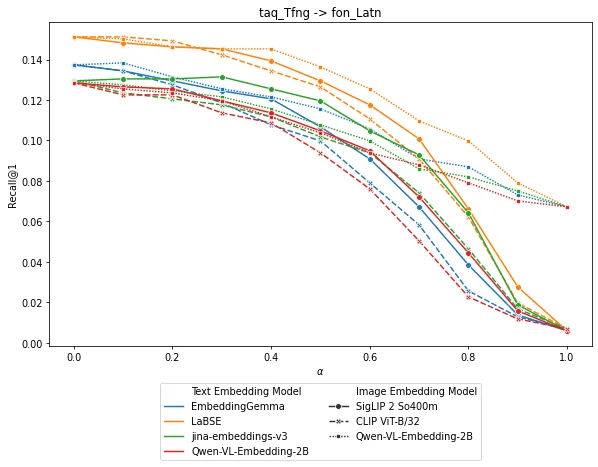 taq_Tfng -> fon_Latn
Recall@1
0.14
0.12
0.10
0.08
0.06
0.04
0.02
0.00
0.0 0.2 0.4 0.6 0.8 1.0
α
Text Embedding Model
EmbeddingGemma
LaBSE
jina-embeddings-v3
Qwen-VL-Embedding-2B
Image Embedding Model
SigLIP 2 So400m
CLIP ViT-B/32
Qwen-VL-Embedding-2B